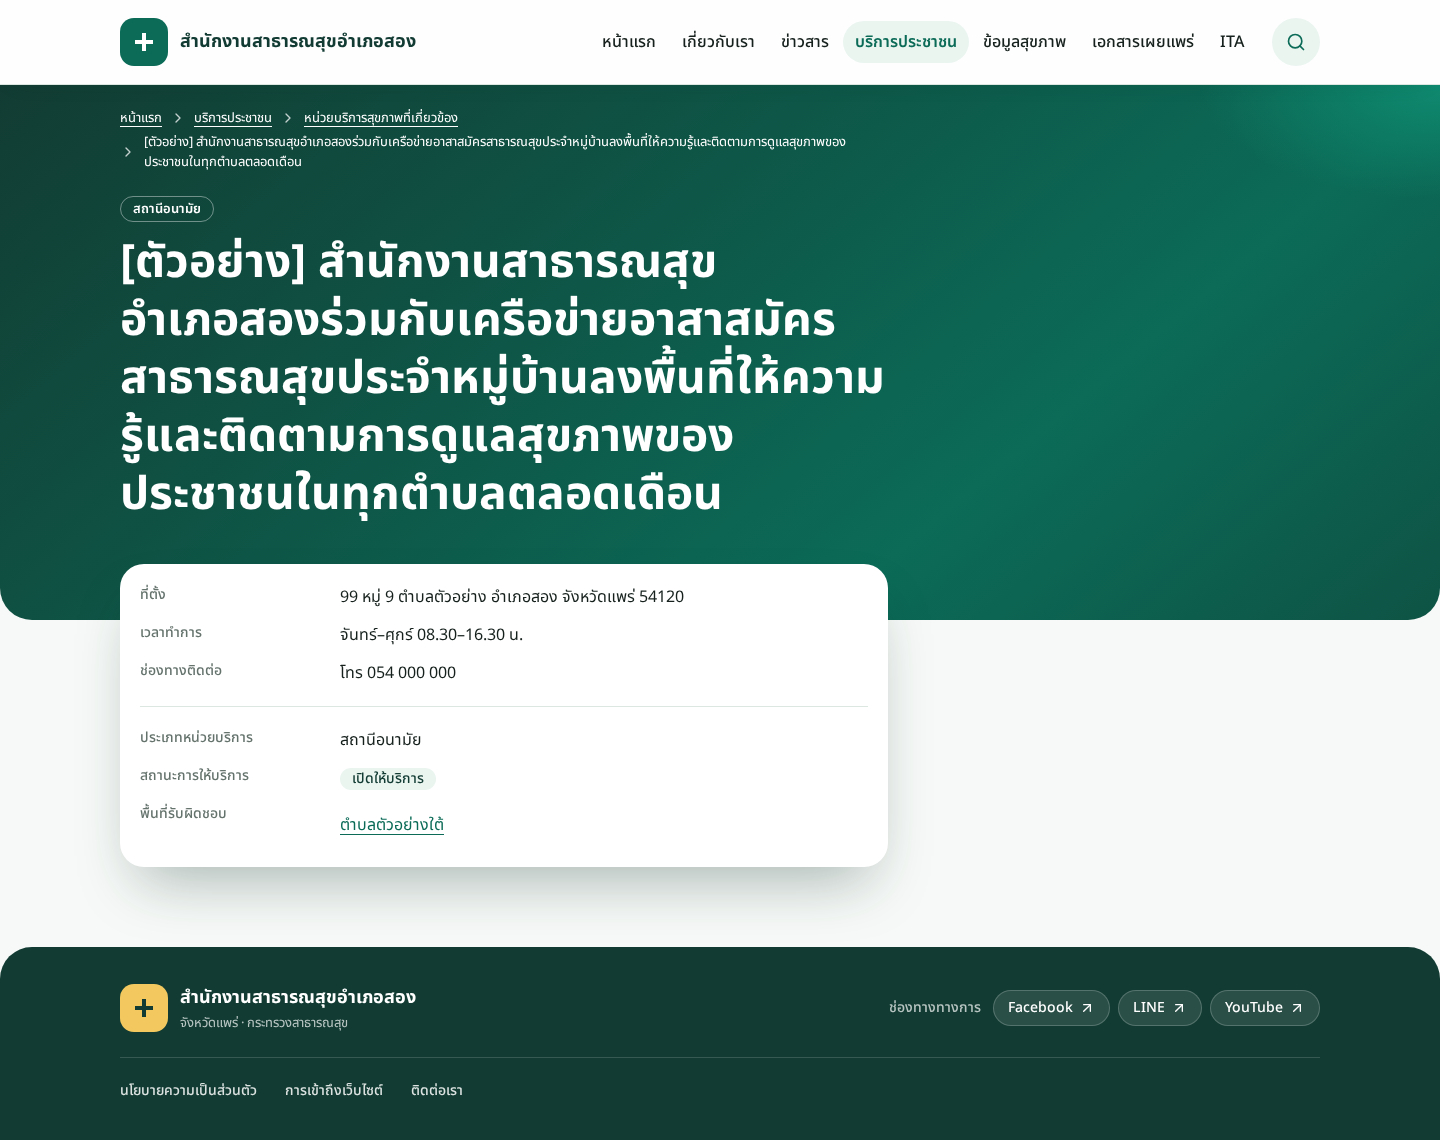 สำนักงานสาธารณสุขอำเภอสอง
หน้าแรก เกี่ยวกับเรา ข่าวสาร บริการประชาชน ข้อมูลสุขภาพ เอกสารเผยแพร่ ITA
หน้าแรก บริการประชาชน หน่วยบริการสุขภาพที่เกี่ยวข้อง
[ตัวอย่าง] สำนักงานสาธารณสุขอำเภอสองร่วมกับเครือข่ายอาสาสมัครสาธารณสุขประจำหมู่บ้านลงพื้นที่ให้ความรู้และติดตามการดูแลสุขภาพของ
ประชาชนในทุกตำบลตลอดเดือน
สถานีอนามัย
[ตัวอย่าง] สำนักงานสาธารณสุข
อำเภอสองร่วมกับเครือข่ายอาสาสมัคร
สาธารณสุขประจำหมู่บ้านลงพื้นที่ให้ความ
รู้และติดตามการดูแลสุขภาพของ
ประชาชนในทุกตำบลตลอดเดือน
ที่ตั้ง 99 หมู่ 9 ตำบลตัวอย่าง อำเภอสอง จังหวัดแพร่ 54120
เวลาทำการ จันทร์–ศุกร์ 08.30–16.30 น.
ช่องทางติดต่อ โทร 054 000 000
ประเภทหน่วยบริการ สถานีอนามัย
สถานะการให้บริการ เปิดให้บริการ
พื้นที่รับผิดชอบ ตำบลตัวอย่างใต้
สำนักงานสาธารณสุขอำเภอสอง
จังหวัดแพร่ · กระทรวงสาธารณสุข
ช่องทางทางการ Facebook LINE YouTube
นโยบายความเป็นส่วนตัว การเข้าถึงเว็บไซต์ ติดต่อเรา